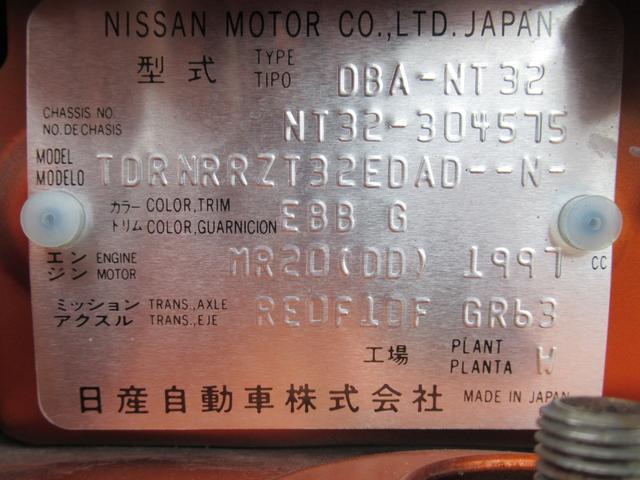 NISSAN MOTOR CO.,LTD. JAPAN
型式 TYPE TIPO DBA-NT32
CHASSIS NO. NO.DECHASIS NT32-304575
MODEL MODELO TDRNRRZT32EDAD--N-
カラー COLOR,TRIM トリム COLOR,GUARNICION EBB G
エンジン ENGINE MOTOR MR20(DD) 1997 CC
ミッション TRANS.,AXLE アクスル TRANS.,EJE RE0F10F GR63
工場 PLANT PLANTA W
日産自動車株式会社 MADE IN JAPAN